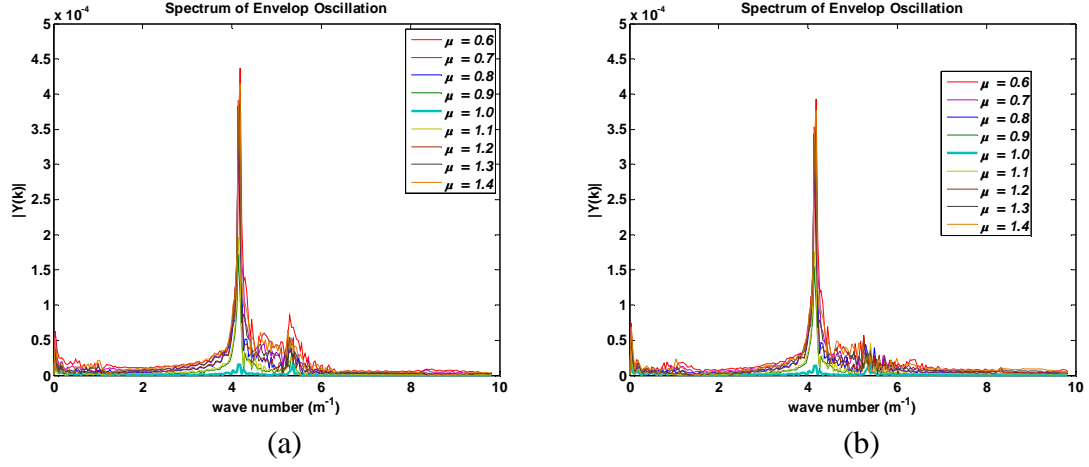 Spectrum of Envelop Oscillation
x 10⁻⁴
5
4.5
4
3.5
3
2.5
2
1.5
1
0.5
0
|Y(k)|
0 2 4 6 8 10
wave number (m⁻¹)
μ = 0.6
μ = 0.7
μ = 0.8
μ = 0.9
μ = 1.0
μ = 1.1
μ = 1.2
μ = 1.3
μ = 1.4
(a)
Spectrum of Envelop Oscillation
x 10⁻⁴
5
4.5
4
3.5
3
2.5
2
1.5
1
0.5
0
|Y(k)|
0 2 4 6 8 10
wave number (m⁻¹)
μ = 0.6
μ = 0.7
μ = 0.8
μ = 0.9
μ = 1.0
μ = 1.1
μ = 1.2
μ = 1.3
μ = 1.4
(b)